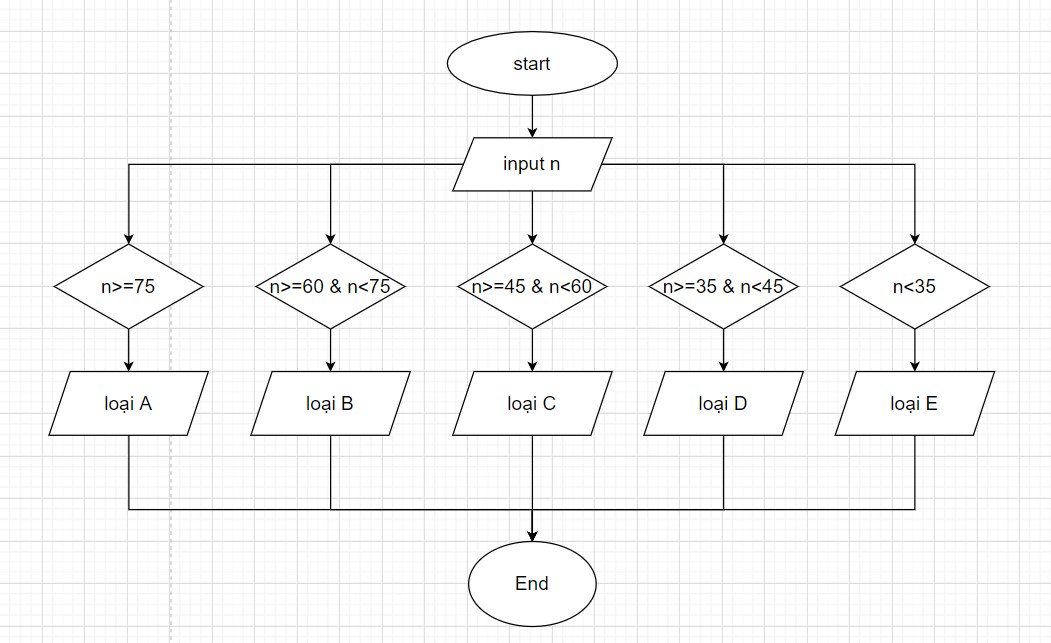 start
input n
n>=75
n>=60 & n<75
n>=45 & n<60
n>=35 & n<45
n<35
loại A
loại B
loại C
loại D
loại E
End